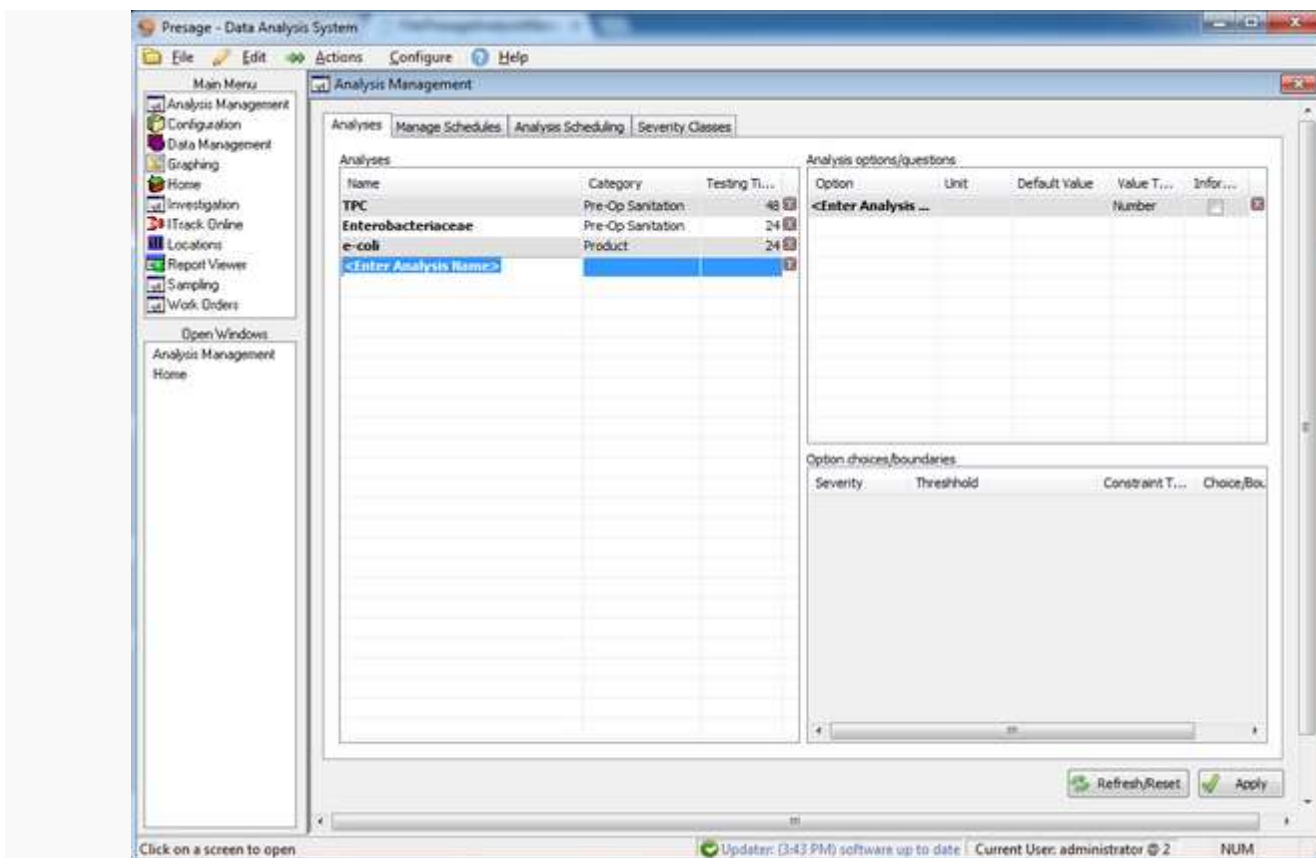 Presage - Data Analysis System
File Edit Actions Configure Help
Main Menu
Analysis Management
Configuration
Data Management
Graphing
Home
Investigation
ITrack Online
Locations
Report Viewer
Sampling
Work Orders
Open Windows
Analysis Management
Home
Analysis Management
Analyses Manage Schedules Analysis Scheduling Severity Classes
Analyses
Name Category Testing Ti...
TPC Pre-Op Sanitation 48
Enterobacteriaceae Pre-Op Sanitation 24
e-coli Product 24
<Enter Analysis Name>
Analysis options/questions
Option Unit Default Value Value T... Infor...
<Enter Analysis ... Number
Option choices/boundaries
Severity Threshhold Constraint T... Choice/Bou
Refresh/Reset Apply
Click on a screen to open
Updater: (3:43 PM) software up to date
Current User: administrator @ 2
NUM